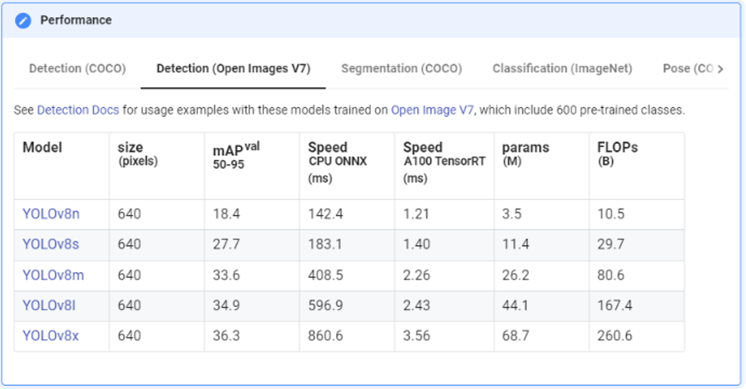 Performance
Detection (COCO) Detection (Open Images V7) Segmentation (COCO) Classification (ImageNet) Pose (CO
See Detection Docs for usage examples with these models trained on Open Image V7, which include 600 pre-trained classes.
Model size (pixels) mAPval 50-95 Speed CPU ONNX (ms) Speed A100 TensorRT (ms) params (M) FLOPs (B)
YOLOv8n 640 18.4 142.4 1.21 3.5 10.5
YOLOv8s 640 27.7 183.1 1.40 11.4 29.7
YOLOv8m 640 33.6 408.5 2.26 26.2 80.6
YOLOv8l 640 34.9 596.9 2.43 44.1 167.4
YOLOv8x 640 36.3 860.6 3.56 68.7 260.6